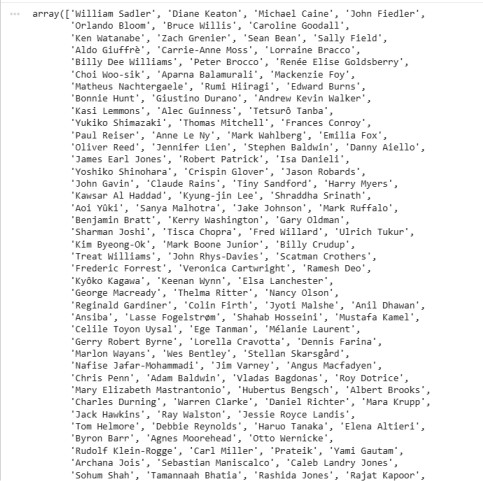 array(['William Sadler', 'Diane Keaton', 'Michael Caine', 'John Fiedler',
'Orlando Bloom', 'Bruce Willis', 'Caroline Goodall',
'Ken Watanabe', 'Zach Grenier', 'Sean Bean', 'Sally Field',
'Aldo Giuffrè', 'Carrie-Anne Moss', 'Lorraine Bracco',
'Billy Dee Williams', 'Peter Brocco', 'Renée Elise Goldsberry',
'Choi Woo-sik', 'Aparna Balamurali', 'Mackenzie Foy',
'Matheus Nachtergaele', 'Rumi Hiiragi', 'Edward Burns',
'Bonnie Hunt', 'Giustino Durano', 'Andrew Kevin Walker',
'Kasi Lemmons', 'Alec Guinness', 'Tetsurô Tanba',
'Yukiko Shimazaki', 'Thomas Mitchell', 'Frances Conroy',
'Paul Reiser', 'Anne Le Ny', 'Mark Wahlberg', 'Emilia Fox',
'Oliver Reed', 'Jennifer Lien', 'Stephen Baldwin', 'Danny Aiello',
'James Earl Jones', 'Robert Patrick', 'Isa Danieli',
'Yoshiko Shinohara', 'Crispin Glover', 'Jason Robards',
'John Gavin', 'Claude Rains', 'Tiny Sandford', 'Harry Myers',
'Kawsar Al Haddad', 'Kyung-jin Lee', 'Shraddha Srinath',
'Aoi Yûki', 'Sanya Malhotra', 'Jake Johnson', 'Mark Ruffalo',
'Benjamin Bratt', 'Kerry Washington', 'Gary Oldman',
'Sharman Joshi', 'Tisca Chopra', 'Fred Willard', 'Ulrich Tukur',
'Kim Byeong-Ok', 'Mark Boone Junior', 'Billy Crudup',
'Treat Williams', 'John Rhys-Davies', 'Scatman Crothers',
'Frederic Forrest', 'Veronica Cartwright', 'Ramesh Deo',
'Kyôko Kagawa', 'Keenan Wynn', 'Elsa Lanchester',
'George Macready', 'Thelma Ritter', 'Nancy Olson',
'Reginald Gardiner', 'Colin Firth', 'Jyoti Malshe', 'Anil Dhawan',
'Ansiba', 'Lasse Fogelstrøm', 'Shahab Hosseini', 'Mustafa Kamel',
'Celile Toyon Uysal', 'Ege Tanman', 'Mélanie Laurent',
'Gerry Robert Byrne', 'Lorella Cravotta', 'Dennis Farina',
'Marlon Wayans', 'Wes Bentley', 'Stellan Skarsgård',
'Nafise Jafar-Mohammadi', 'Jim Varney', 'Angus Macfadyen',
'Chris Penn', 'Adam Baldwin', 'Vladas Bagdonas', 'Roy Dotrice',
'Mary Elizabeth Mastrantonio', 'Hubertus Bengsch', 'Albert Brooks',
'Charles Durning', 'Warren Clarke', 'Daniel Richter', 'Mara Krupp',
'Jack Hawkins', 'Ray Walston', 'Jessie Royce Landis',
'Tom Helmore', 'Debbie Reynolds', 'Haruo Tanaka', 'Elena Altieri',
'Byron Barr', 'Agnes Moorehead', 'Otto Wernicke',
'Rudolf Klein-Rogge', 'Carl Miller', 'Prateik', 'Yami Gautam',
'Archana Jois', 'Sebastian Maniscalco', 'Caleb Landry Jones',
'Sohum Shah', 'Tamannaah Bhatia', 'Rashida Jones', 'Rajat Kapoor',